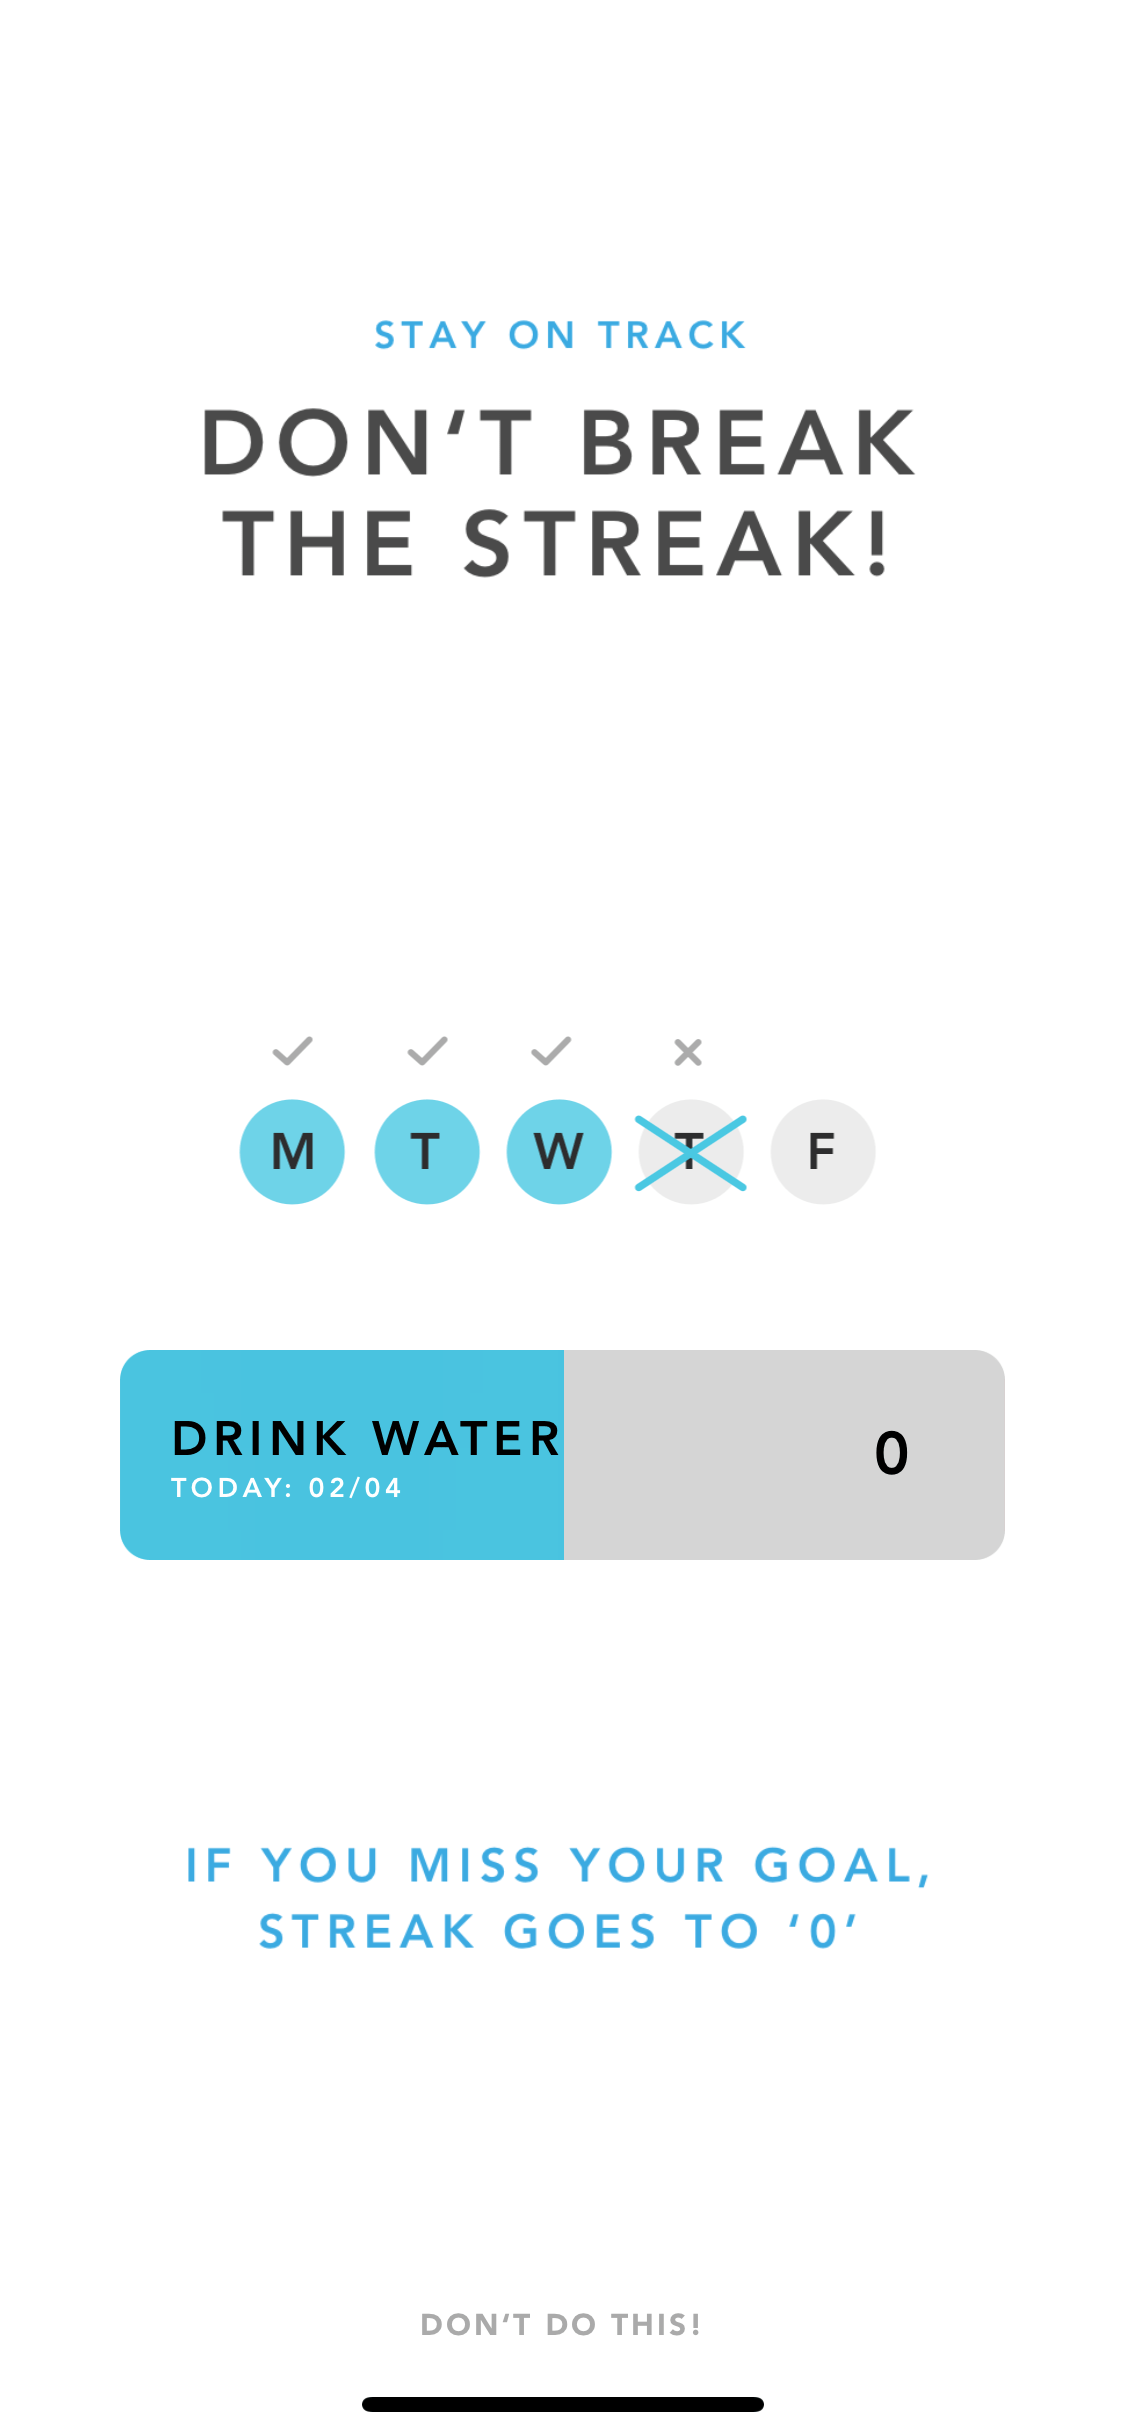 STAY ON TRACK
DON‘T BREAK
THE STREAK!
M T W T F
DRINK WATER 0
TODAY: 02/04
IF YOU MISS YOUR GOAL,
STREAK GOES TO ‘0’
DON‘T DO THIS!